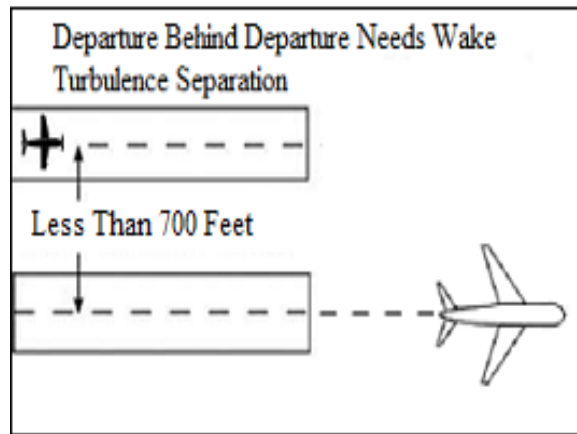 Departure Behind Departure Needs Wake
Turbulence Separation
Less Than 700 Feet